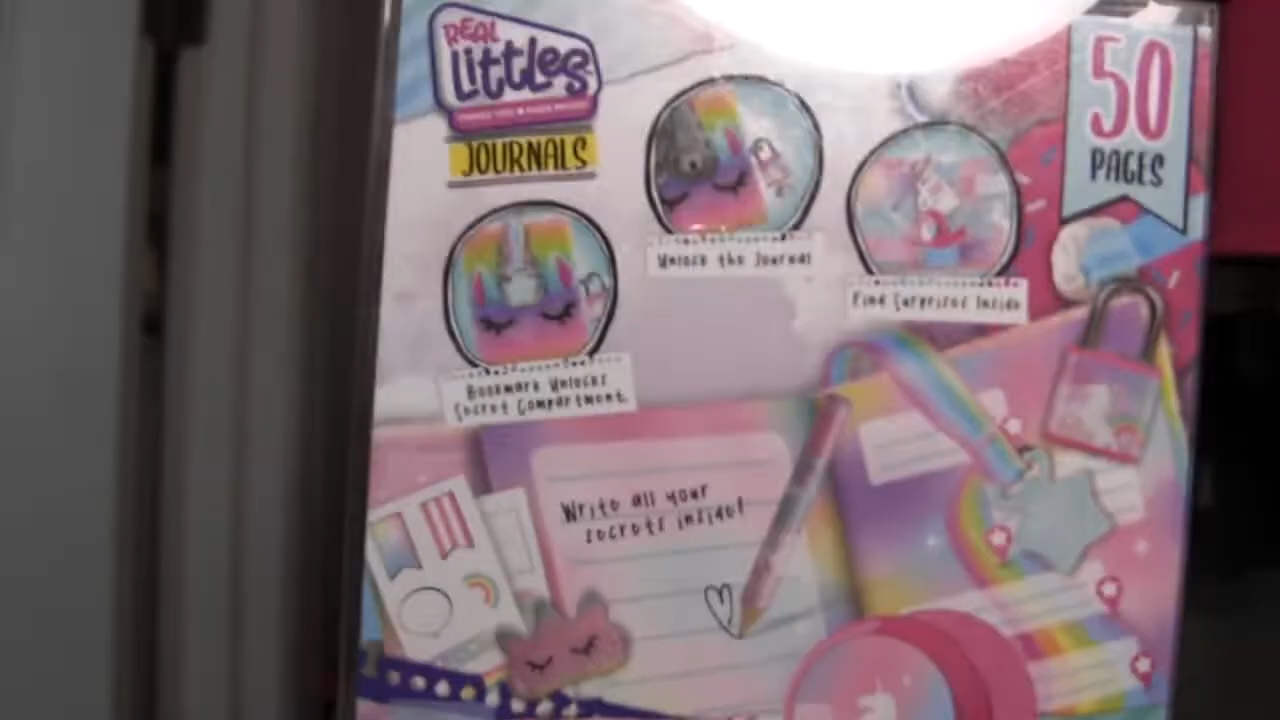 REAL
Littles
JOURNALS
50
PAGES
Unlock the Journal
Find Surprises Inside
Bookmark Unlocks
Secret Compartment
Write all your
secrets inside!